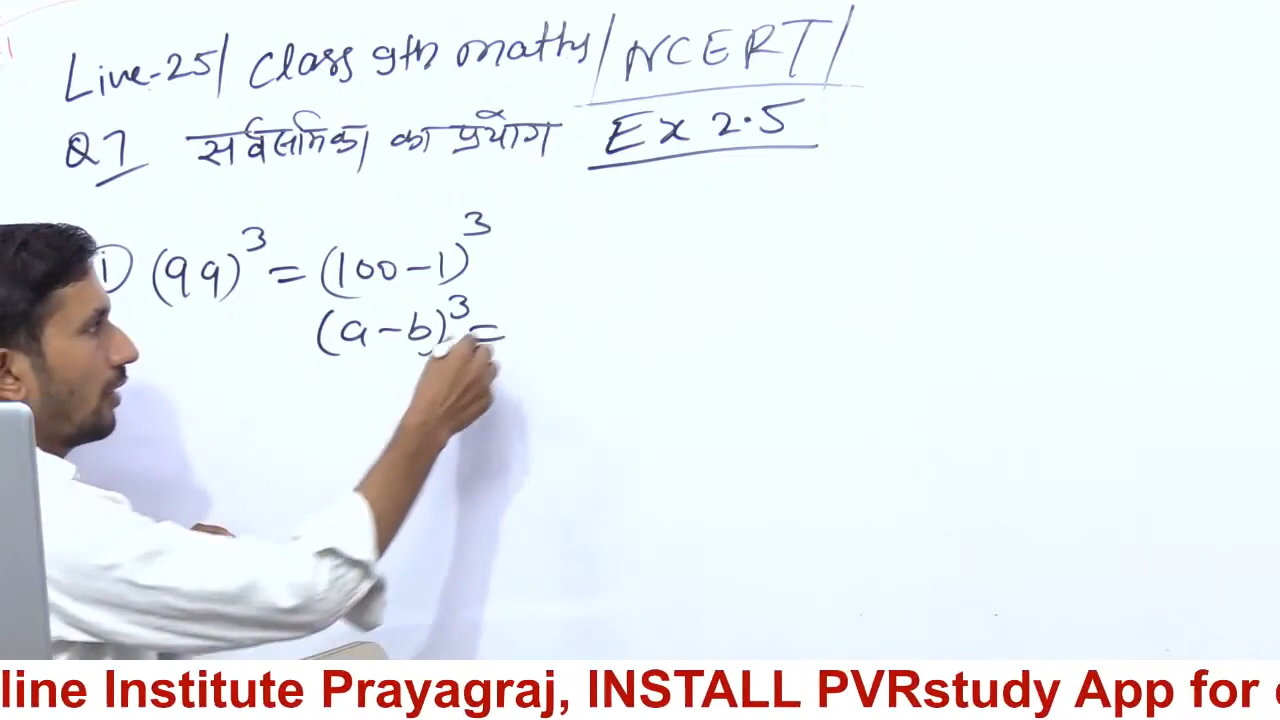 Live-25/ Class 9th maths/NCERT/
Q7 सर्वसमिका का प्रयोग Ex 2.5
i) (99)³ = (100-1)³
(a-b)³ =
line Institute Prayagraj, INSTALL PVRstudy App for